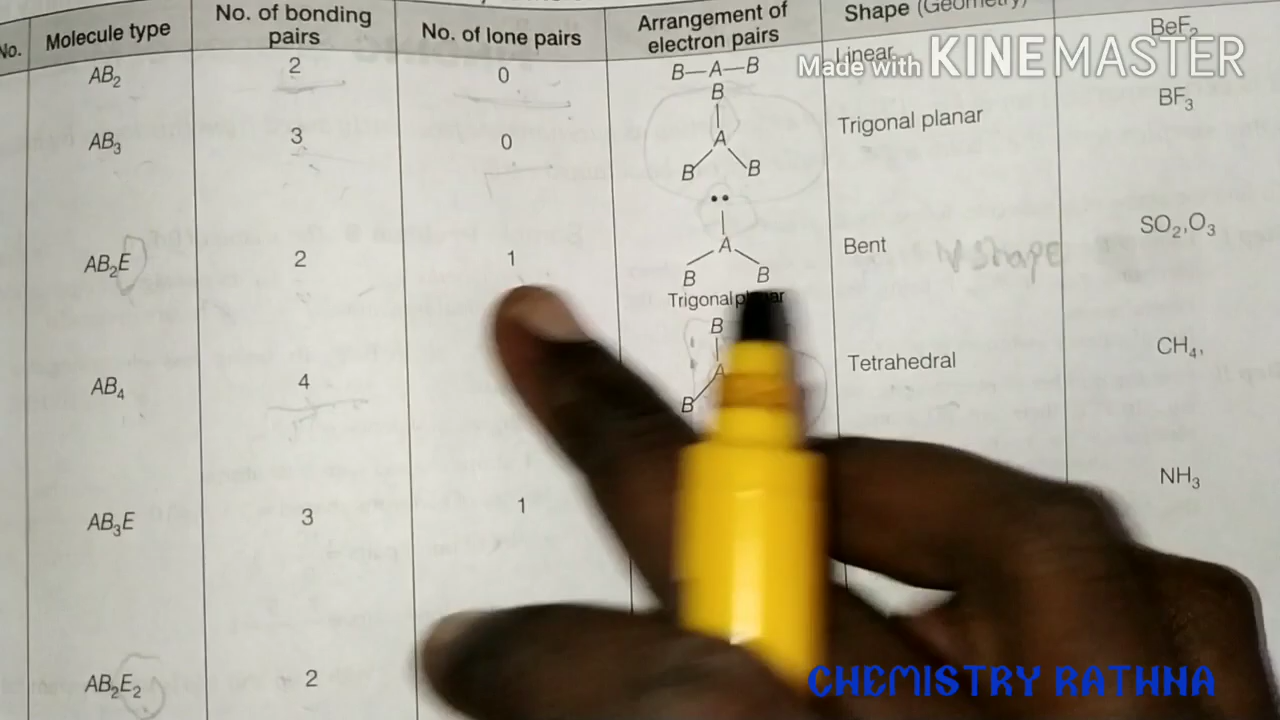 No. Molecule type No. of bonding pairs No. of lone pairs Arrangement of electron pairs Shape (Geometry)
AB2 2 0 B—A—B Linear BeF2
Made with KINEMASTER
AB3 3 0 B A B B Trigonal planar BF3
AB2E 2 1 •• A B B Trigonal planar Bent V shape SO2,O3
AB4 4 B A B Tetrahedral CH4,
AB3E 3 1 NH3
AB2E2 2
CHEMISTRY RATHNA